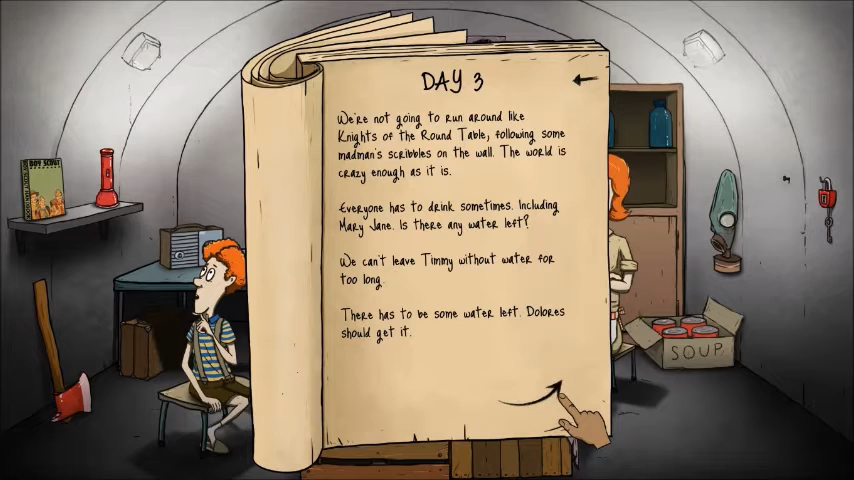 DAY 3
We're not going to run around like
Knights of the Round Table, following some
madman's scribbles on the wall. The world is
crazy enough as it is.
Everyone has to drink sometimes. Including
Mary Jane. Is there any water left?
We can't leave Timmy without water for
too long.
There has to be some water left. Dolores
should get it.
BOY SCOUT
SOUP